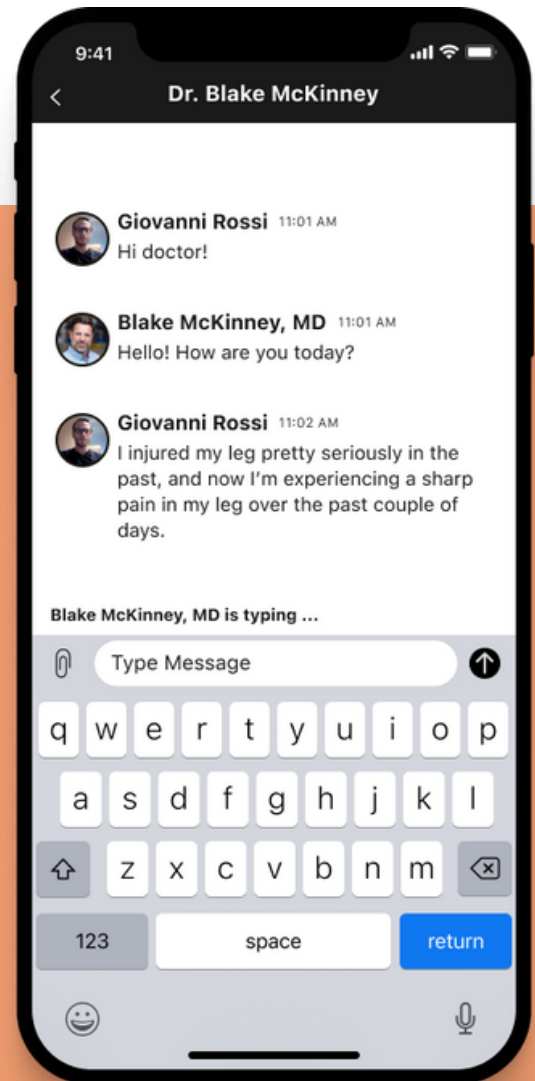 9:41
Dr. Blake McKinney
Giovanni Rossi 11:01 AM
Hi doctor!
Blake McKinney, MD 11:01 AM
Hello! How are you today?
Giovanni Rossi 11:02 AM
I injured my leg pretty seriously in the
past, and now I’m experiencing a sharp
pain in my leg over the past couple of
days.
Blake McKinney, MD is typing ...
Type Message
q w e r t y u i o p
a s d f g h j k l
z x c v b n m
123 space return